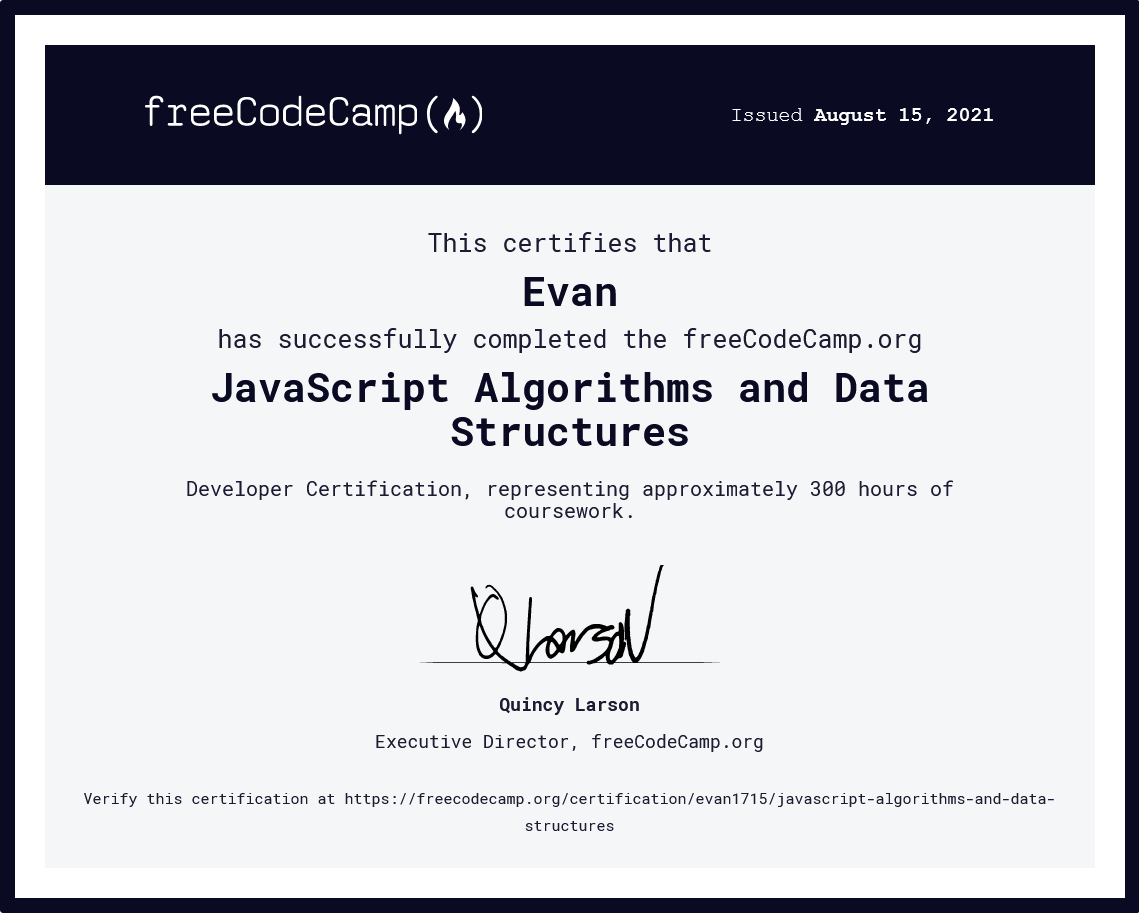 freeCodeCamp
Issued August 15, 2021
This certifies that
Evan
has successfully completed the freeCodeCamp.org
JavaScript Algorithms and Data
Structures
Developer Certification, representing approximately 300 hours of
coursework.
Q Larson
Quincy Larson
Executive Director, freeCodeCamp.org
Verify this certification at https://freecodecamp.org/certification/evan1715/javascript-algorithms-and-data-
structures